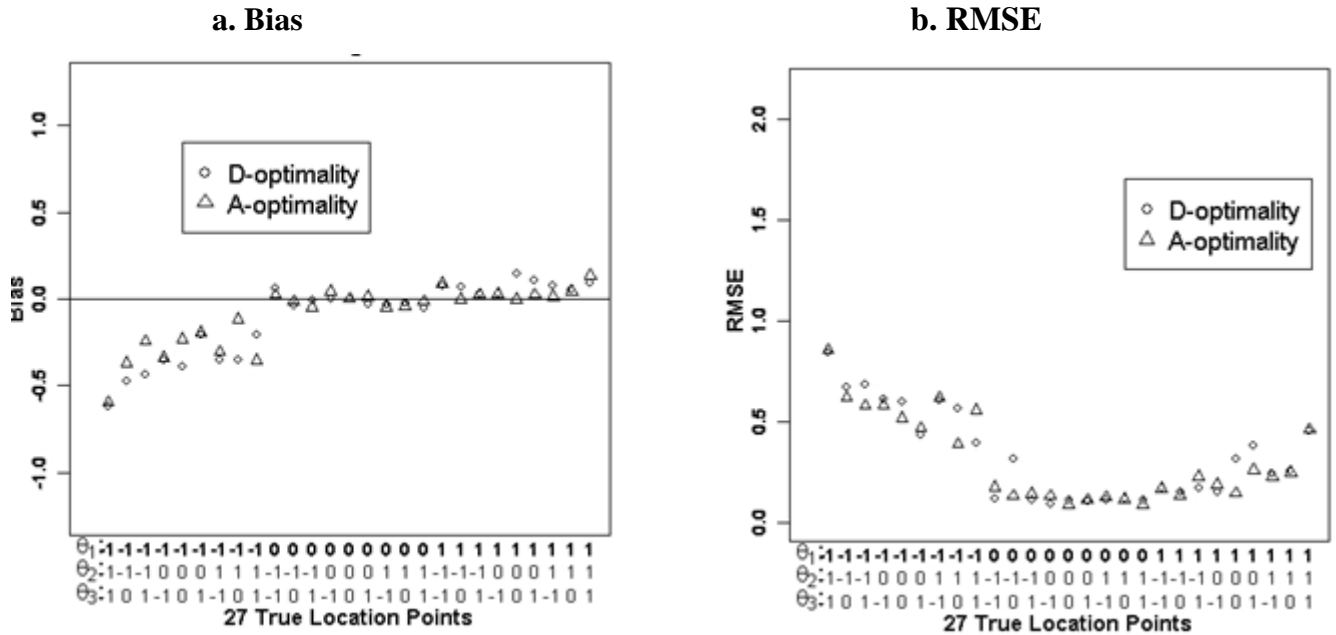 a. Bias
b. RMSE
1.0
0.5
0.0
-0.5
-1.0
Bias
D-optimality
A-optimality
θ1:-1 -1 -1 -1 -1 -1 -1 -1 -1 0 0 0 0 0 0 0 0 0 1 1 1 1 1 1 1 1 1
θ2:-1 -1 -1 0 0 0 1 1 1 -1 -1 -1 0 0 0 1 1 1 -1 -1 -1 0 0 0 1 1 1
θ3:-1 0 1 -1 0 1 -1 0 1 -1 0 1 -1 0 1 -1 0 1 -1 0 1 -1 0 1 -1 0 1
27 True Location Points
2.0
1.5
1.0
0.5
0.0
RMSE
D-optimality
A-optimality
θ1:-1 -1 -1 -1 -1 -1 -1 -1 -1 0 0 0 0 0 0 0 0 0 1 1 1 1 1 1 1 1 1
θ2:-1 -1 -1 0 0 0 1 1 1 -1 -1 -1 0 0 0 1 1 1 -1 -1 -1 0 0 0 1 1 1
θ3:-1 0 1 -1 0 1 -1 0 1 -1 0 1 -1 0 1 -1 0 1 -1 0 1 -1 0 1 -1 0 1
27 True Location Points